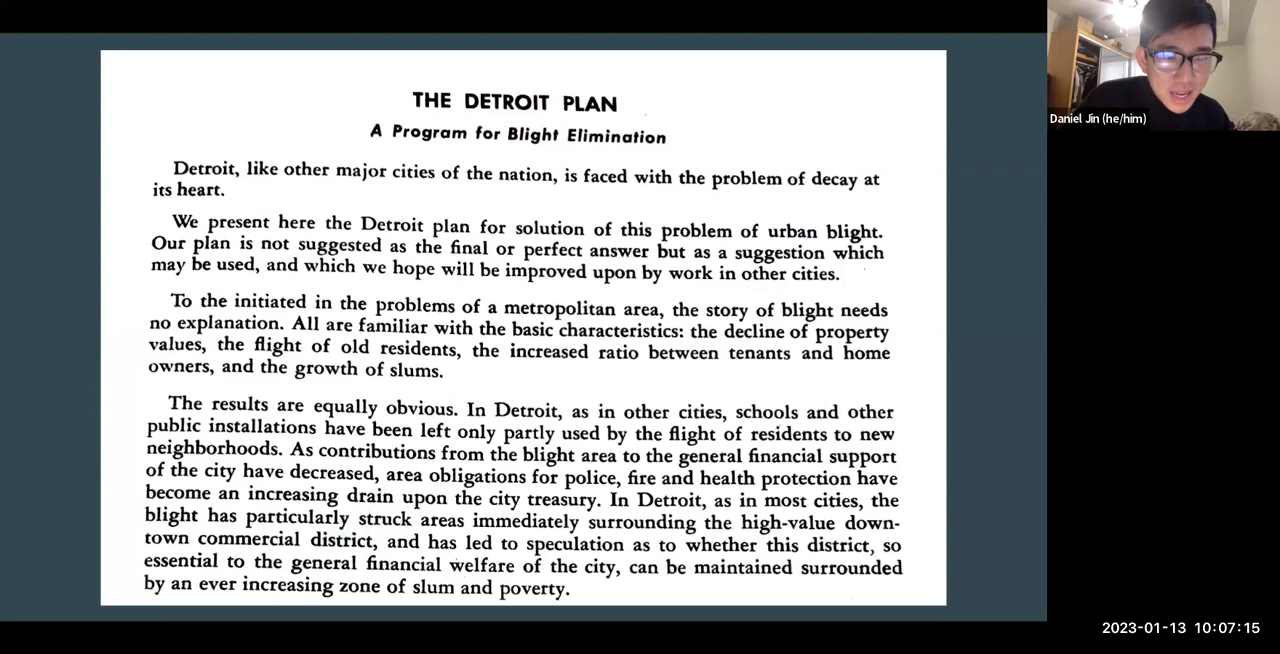 THE DETROIT PLAN
A Program for Blight Elimination
Detroit, like other major cities of the nation, is faced with the problem of decay at
its heart.
We present here the Detroit plan for solution of this problem of urban blight.
Our plan is not suggested as the final or perfect answer but as a suggestion which
may be used, and which we hope will be improved upon by work in other cities.
To the initiated in the problems of a metropolitan area, the story of blight needs
no explanation. All are familiar with the basic characteristics: the decline of property
values, the flight of old residents, the increased ratio between tenants and home
owners, and the growth of slums.
The results are equally obvious. In Detroit, as in other cities, schools and other
public installations have been left only partly used by the flight of residents to new
neighborhoods. As contributions from the blight area to the general financial support
of the city have decreased, area obligations for police, fire and health protection have
become an increasing drain upon the city treasury. In Detroit, as in most cities, the
blight has particularly struck areas immediately surrounding the high-value down-
town commercial district, and has led to speculation as to whether this district, so
essential to the general financial welfare of the city, can be maintained surrounded
by an ever increasing zone of slum and poverty.
Daniel Jin (he/him)
2023-01-13 10:07:15